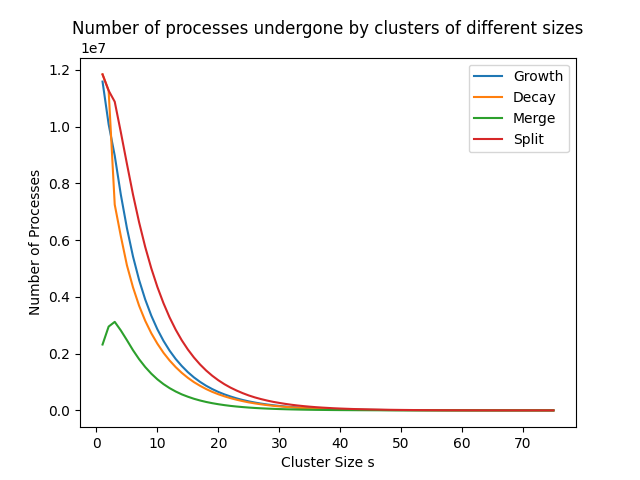 Number of processes undergone by clusters of different sizes
1e7
1.2
1.0
0.8
0.6
0.4
0.2
0.0
Number of Processes
Growth
Decay
Merge
Split
0 10 20 30 40 50 60 70
Cluster Size s